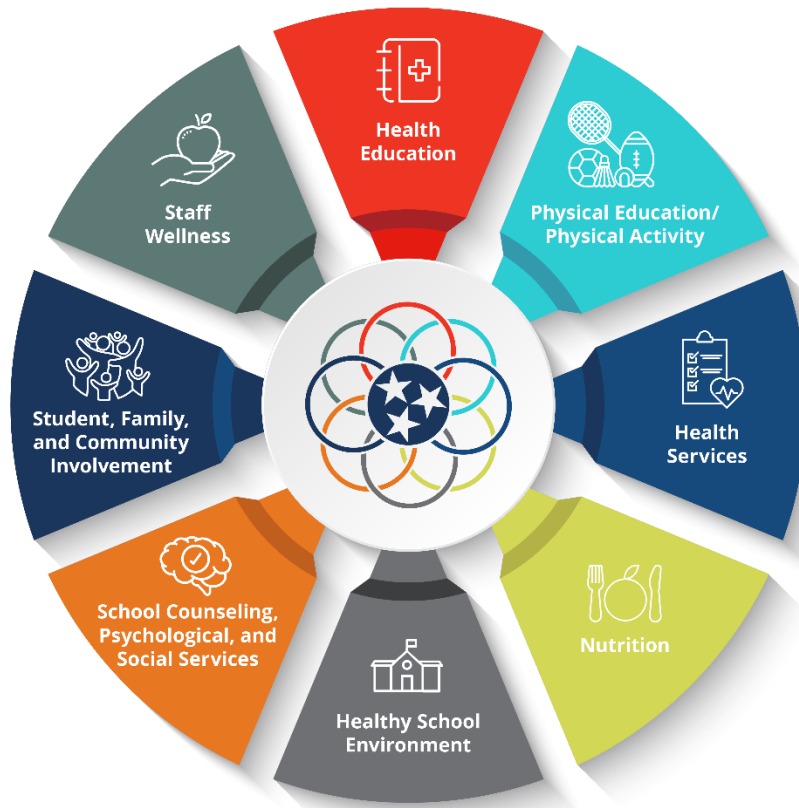 Health
Education
Physical Education/
Physical Activity
Health
Services
Nutrition
Healthy School
Environment
School Counseling,
Psychological, and
Social Services
Student, Family,
and Community
Involvement
Staff
Wellness